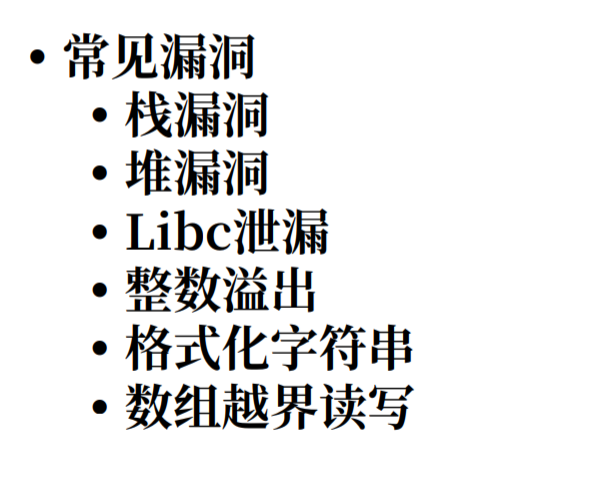 • 常见漏洞
• 栈漏洞
• 堆漏洞
• Libc泄漏
• 整数溢出
• 格式化字符串
• 数组越界读写